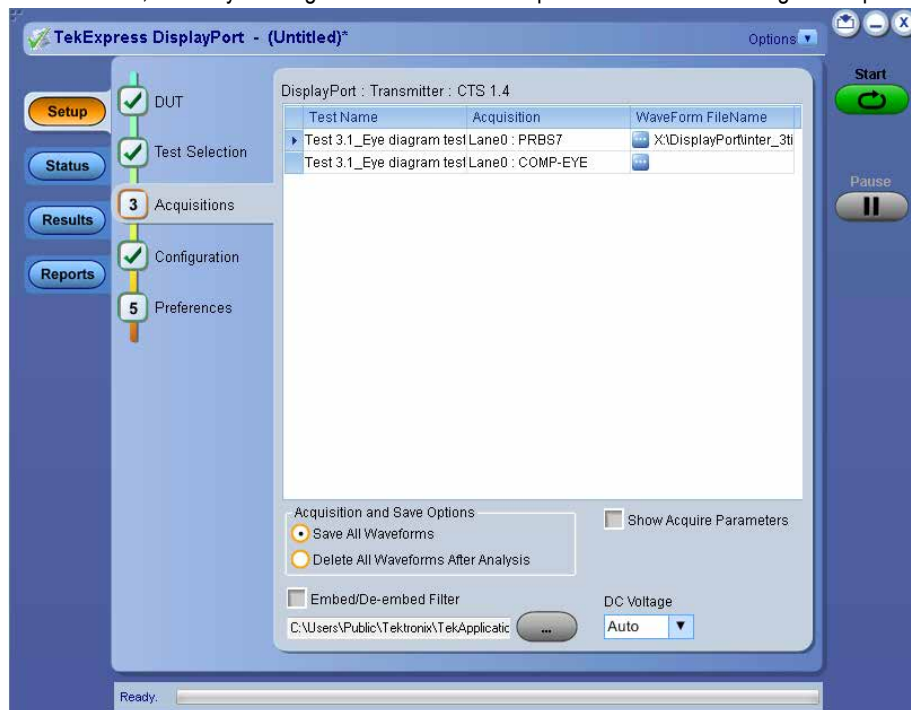 TekExpress DisplayPort - (Untitled)*
Options
Start
Setup
Status
Results
Reports
DUT
Test Selection
3 Acquisitions
Configuration
5 Preferences
DisplayPort : Transmitter : CTS 1.4
Test Name Acquisition WaveForm FileName
Test 3.1_Eye diagram test Lane0 : PRBS7 ... X:\DisplayPort\inter_3ti
Test 3.1_Eye diagram test Lane0 : COMP-EYE ...
Pause
Acquisition and Save Options
Save All Waveforms
Delete All Waveforms After Analysis
Show Acquire Parameters
Embed/De-embed Filter
C:\Users\Public\Tektronix\TekApplicatic ...
DC Voltage
Auto
Ready.